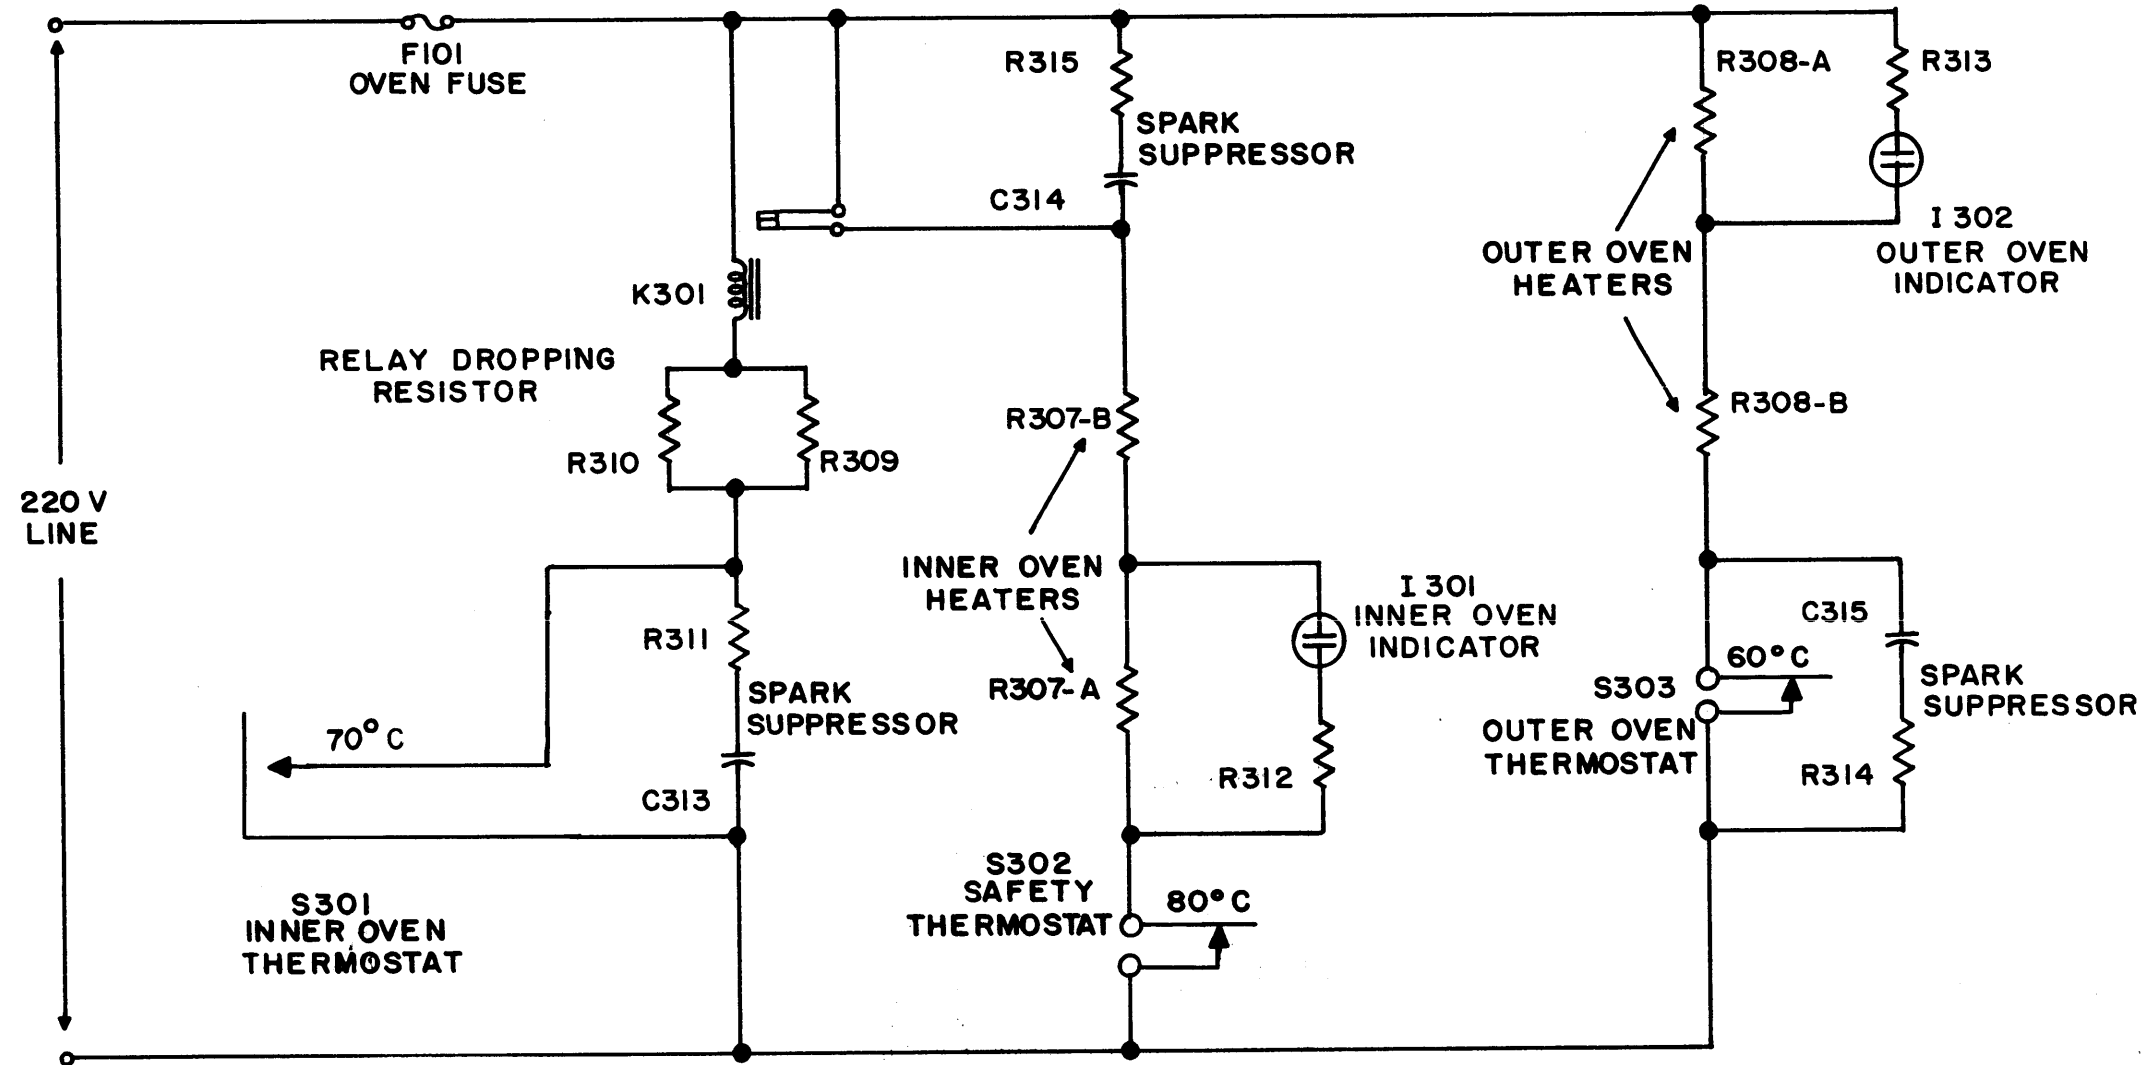 F101
OVEN FUSE
R315
SPARK
SUPPRESSOR
C314
R308-A
R313
I 302
OUTER OVEN
INDICATOR
OUTER OVEN
HEATERS
K301
RELAY DROPPING
RESISTOR
R310
R309
R307-B
R308-B
220 V
LINE
INNER OVEN
HEATERS
I 301
INNER OVEN
INDICATOR
R311
SPARK
SUPPRESSOR
R307-A
C315
60°C
S303
OUTER OVEN
THERMOSTAT
SPARK
SUPPRESSOR
70°C
C313
R312
R314
S302
SAFETY
THERMOSTAT
80°C
S301
INNER OVEN
THERMOSTAT